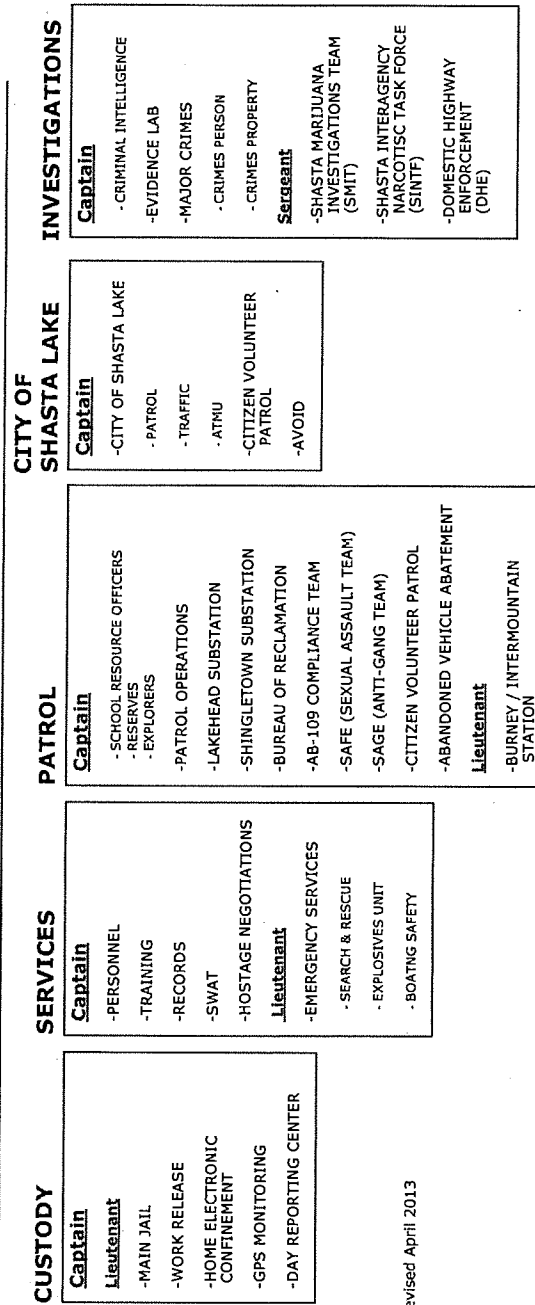 CUSTODY
Captain
Lieutenant
-MAIN JAIL
-WORK RELEASE
-HOME ELECTRONIC
CONFINEMENT
-GPS MONITORING
-DAY REPORTING CENTER
SERVICES
Captain
-PERSONNEL
-TRAINING
-RECORDS
-SWAT
-HOSTAGE NEGOTIATIONS
Lieutenant
-EMERGENCY SERVICES
- SEARCH & RESCUE
- EXPLOSIVES UNIT
- BOATNG SAFETY
PATROL
Captain
- SCHOOL RESOURCE OFFICERS
- RESERVES
- EXPLORERS
-PATROL OPERATIONS
-LAKEHEAD SUBSTATION
-SHINGLETOWN SUBSTATION
-BUREAU OF RECLAMATION
-AB-109 COMPLIANCE TEAM
-SAFE (SEXUAL ASSAULT TEAM)
-SAGE (ANTI-GANG TEAM)
-CITIZEN VOLUNTEER PATROL
-ABANDONED VEHICLE ABATEMENT
Lieutenant
-BURNEY / INTERMOUNTAIN
STATION
CITY OF
SHASTA LAKE
Captain
-CITY OF SHASTA LAKE
- PATROL
- TRAFFIC
- ATMU
-CITIZEN VOLUNTEER
PATROL
-AVOID
INVESTIGATIONS
Captain
- CRIMINAL INTELLIGENCE
-EVIDENCE LAB
-MAJOR CRIMES
- CRIMES PERSON
- CRIMES PROPERTY
Sergeant
-SHASTA MARIJUANA
INVESTIGATIONS TEAM
(SMIT)
-SHASTA INTERAGENCY
NARCOTISC TASK FORCE
(SINTF)
-DOMESTIC HIGHWAY
ENFORCEMENT
(DHE)
evised April 2013